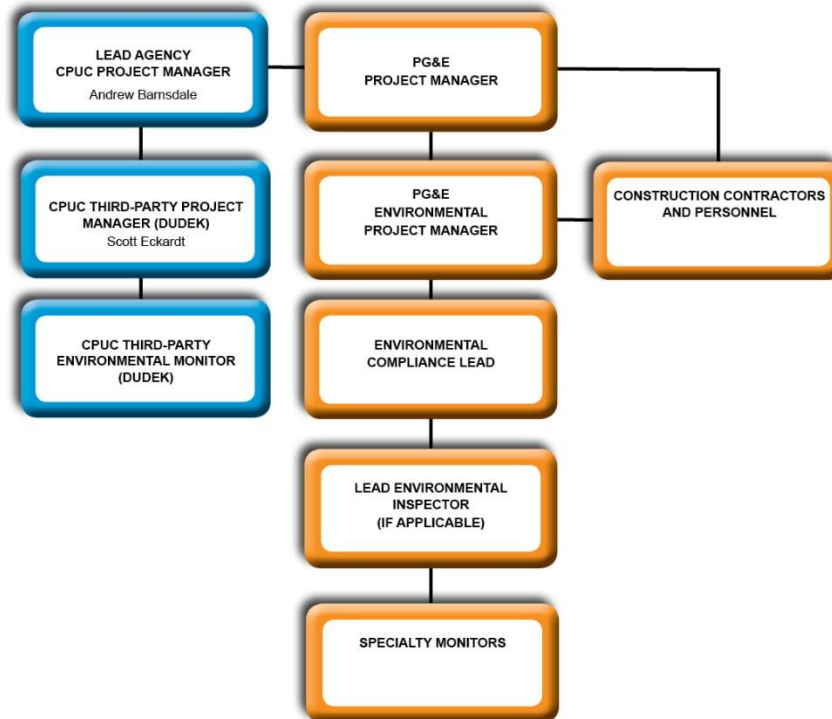 LEAD AGENCY
CPUC PROJECT MANAGER
Andrew Barnsdale
PG&E
PROJECT MANAGER
CPUC THIRD-PARTY PROJECT
MANAGER (DUDEK)
Scott Eckardt
PG&E
ENVIRONMENTAL
PROJECT MANAGER
CONSTRUCTION CONTRACTORS
AND PERSONNEL
CPUC THIRD-PARTY
ENVIRONMENTAL MONITOR
(DUDEK)
ENVIRONMENTAL
COMPLIANCE LEAD
LEAD ENVIRONMENTAL
INSPECTOR
(IF APPLICABLE)
SPECIALTY MONITORS